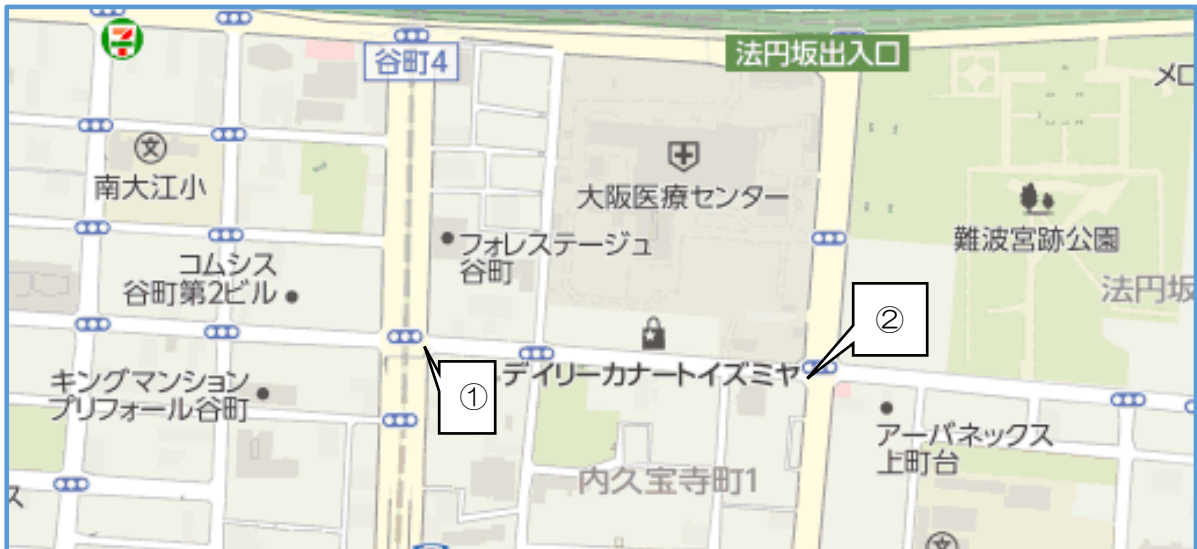 谷町4
法円坂出入口
メロ
文
南大江小
大阪医療センター
難波宮跡公園
フォレステージュ
谷町
コムシス
谷町第2ビル
法円坂
②
①
デイリーカナートイズミヤ
キングマンション
プリフォール谷町
アーバネックス
上町台
内久宝寺町1
ス
文